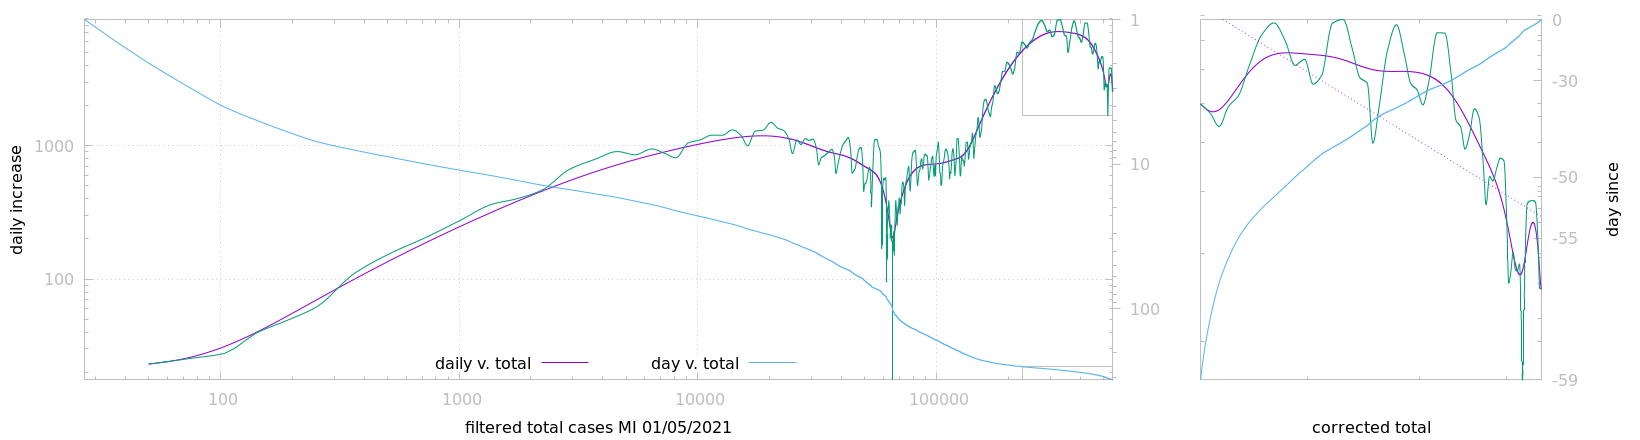 1
0
-30
1000
daily increase
10
-50
day since
-55
100
100
daily v. total
day v. total
-59
100
1000
10000
100000
filtered total cases MI 01/05/2021
corrected total